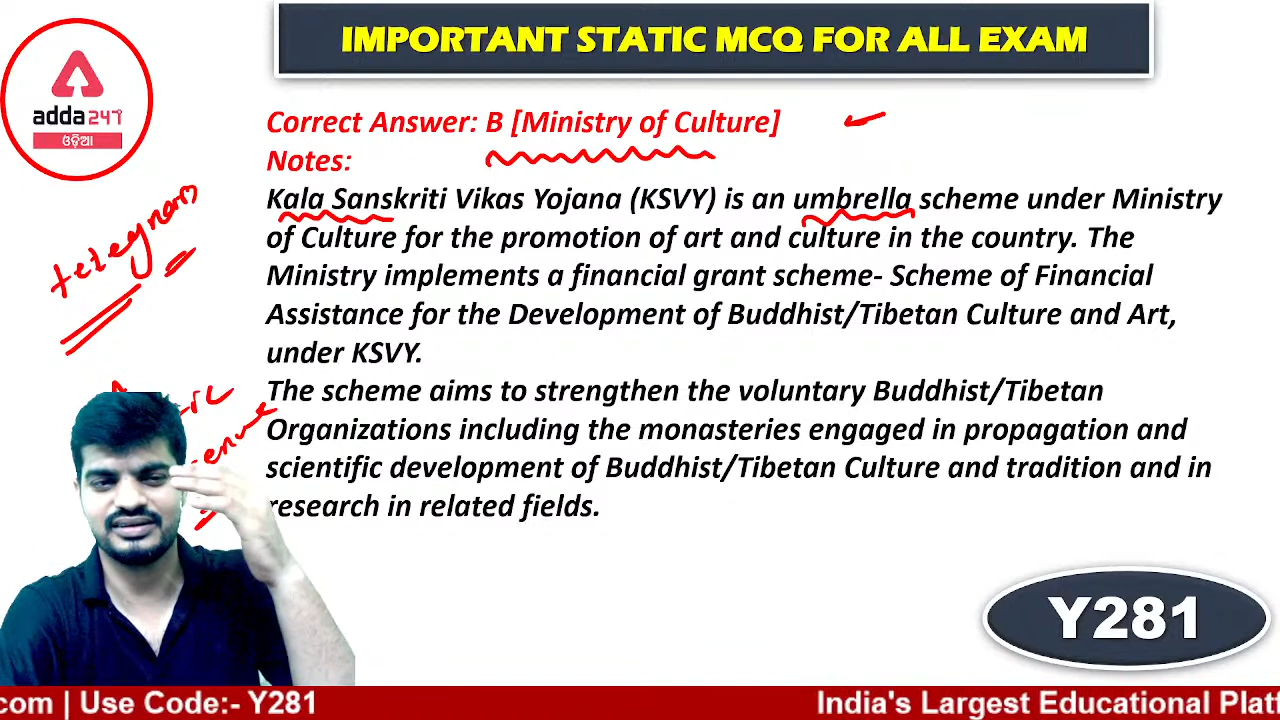 IMPORTANT STATIC MCQ FOR ALL EXAM
adda247
ଓଡ଼ିଆ
Correct Answer: B [Ministry of Culture]
Notes:
Kala Sanskriti Vikas Yojana (KSVY) is an umbrella scheme under Ministry
of Culture for the promotion of art and culture in the country. The
Ministry implements a financial grant scheme- Scheme of Financial
Assistance for the Development of Buddhist/Tibetan Culture and Art,
under KSVY.
The scheme aims to strengthen the voluntary Buddhist/Tibetan
Organizations including the monasteries engaged in propagation and
scientific development of Buddhist/Tibetan Culture and tradition and in
research in related fields.
Y281
com | Use Code:- Y281
India's Largest Educational